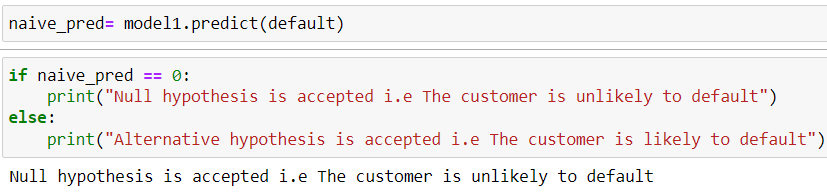 naive_pred= model1.predict(default)
if naive_pred == 0:
    print("Null hypothesis is accepted i.e The customer is unlikely to default")
else:
    print("Alternative hypothesis is accepted i.e The customer is likely to default")
Null hypothesis is accepted i.e The customer is unlikely to default